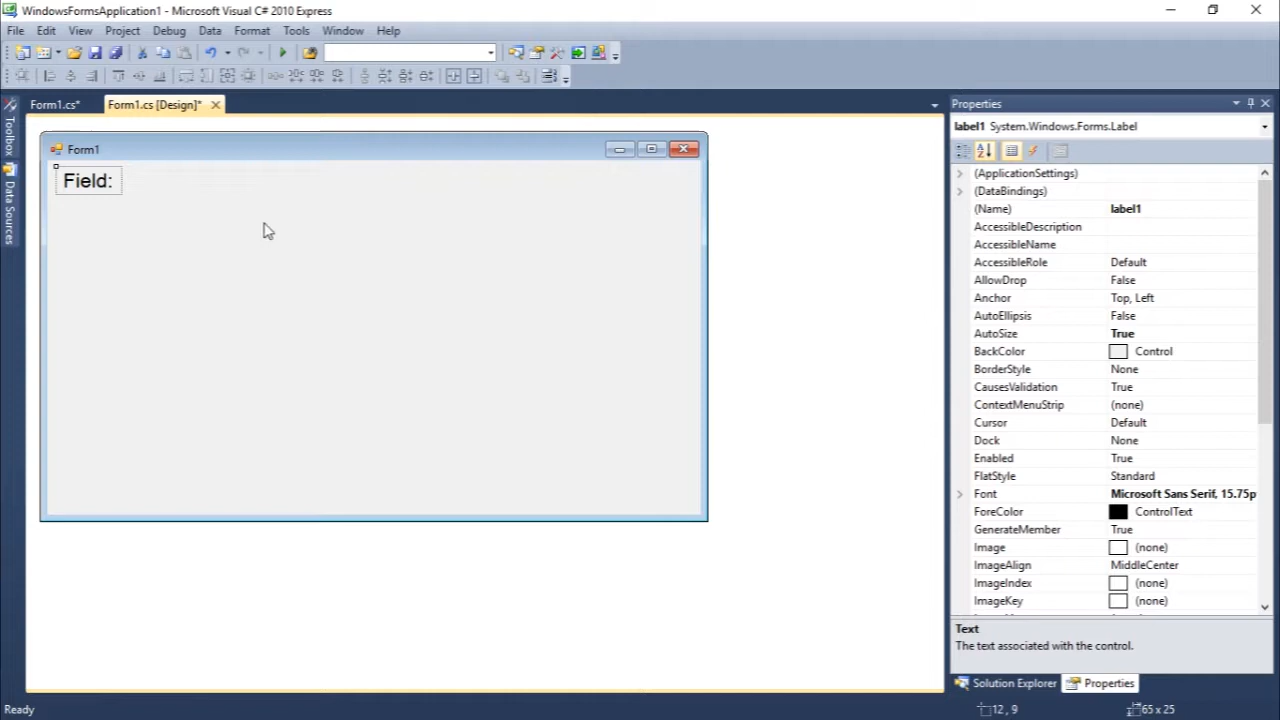 WindowsFormsApplication1 - Microsoft Visual C# 2010 Express
File Edit View Project Debug Data Format Tools Window Help
Form1.cs* Form1.cs [Design]*
Toolbox
Data Sources
Form1
Field:
Properties
label1 System.Windows.Forms.Label
(ApplicationSettings)
(DataBindings)
(Name) label1
AccessibleDescription
AccessibleName
AccessibleRole Default
AllowDrop False
Anchor Top, Left
AutoEllipsis False
AutoSize True
BackColor Control
BorderStyle None
CausesValidation True
ContextMenuStrip (none)
Cursor Default
Dock None
Enabled True
FlatStyle Standard
Font Microsoft Sans Serif, 15.75p
ForeColor ControlText
GenerateMember True
Image (none)
ImageAlign MiddleCenter
ImageIndex (none)
ImageKey (none)
Text
The text associated with the control.
Solution Explorer Properties
Ready 12 , 9 65 x 25